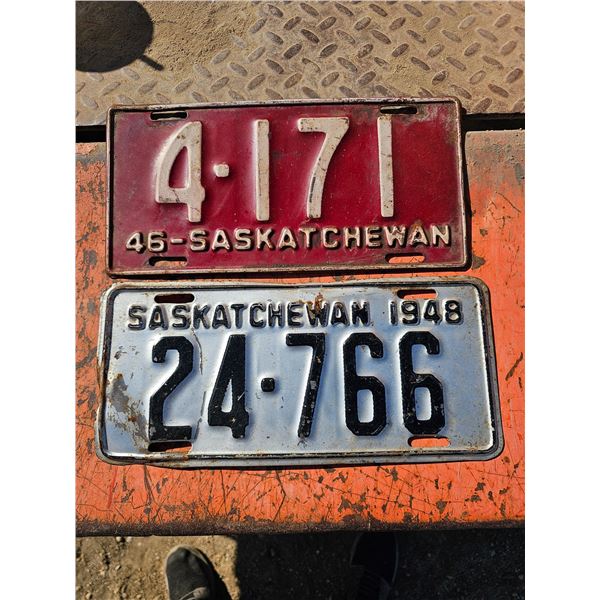 4·171
46-SASKATCHEWAN
SASKATCHEWAN 1948
24·766